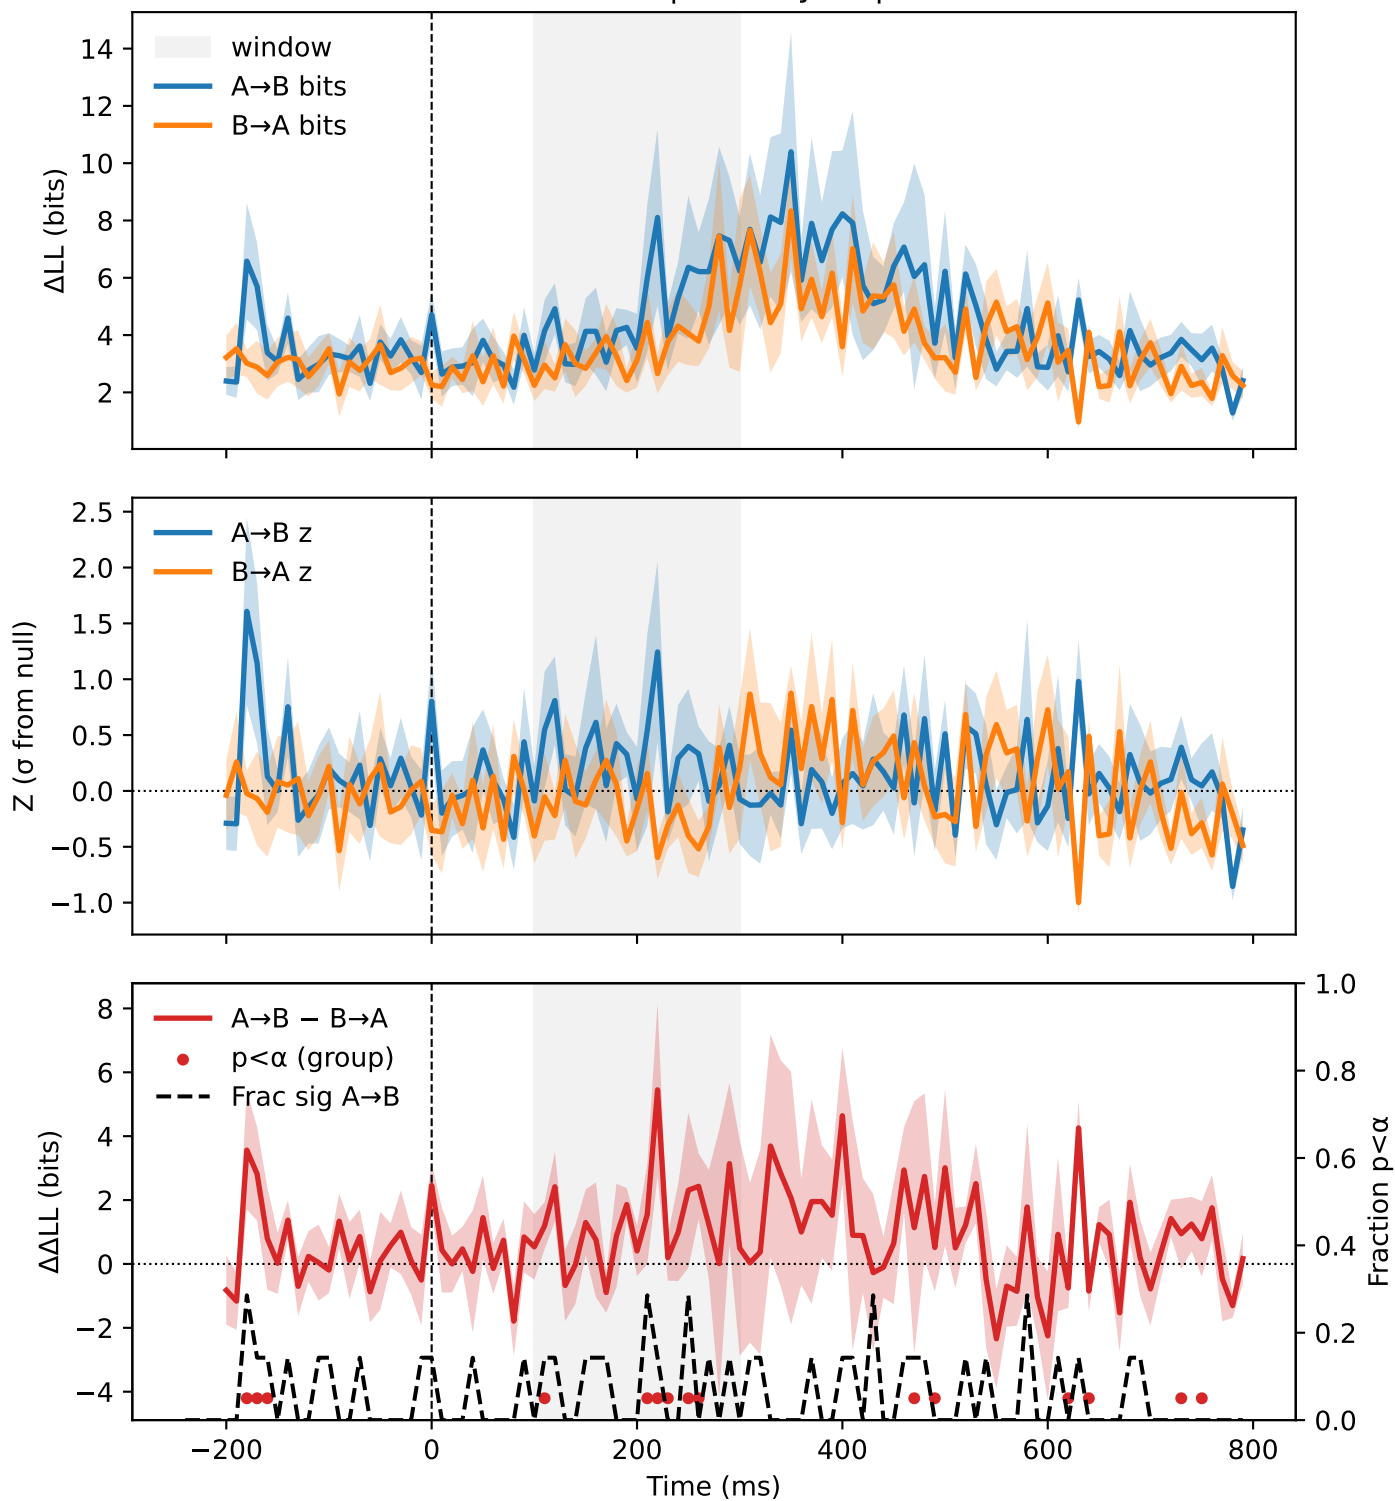 window
A→B bits
B→A bits
14
12
10
8
6
4
2
ΔLL (bits)
A→B z
B→A z
2.5
2.0
1.5
1.0
0.5
0.0
−0.5
−1.0
Z (σ from null)
A→B − B→A
p<α (group)
Frac sig A→B
8
6
4
2
0
−2
−4
ΔΔLL (bits)
1.0
0.8
0.6
0.4
0.2
0.0
Fraction p<α
−200 0 200 400 600 800
Time (ms)